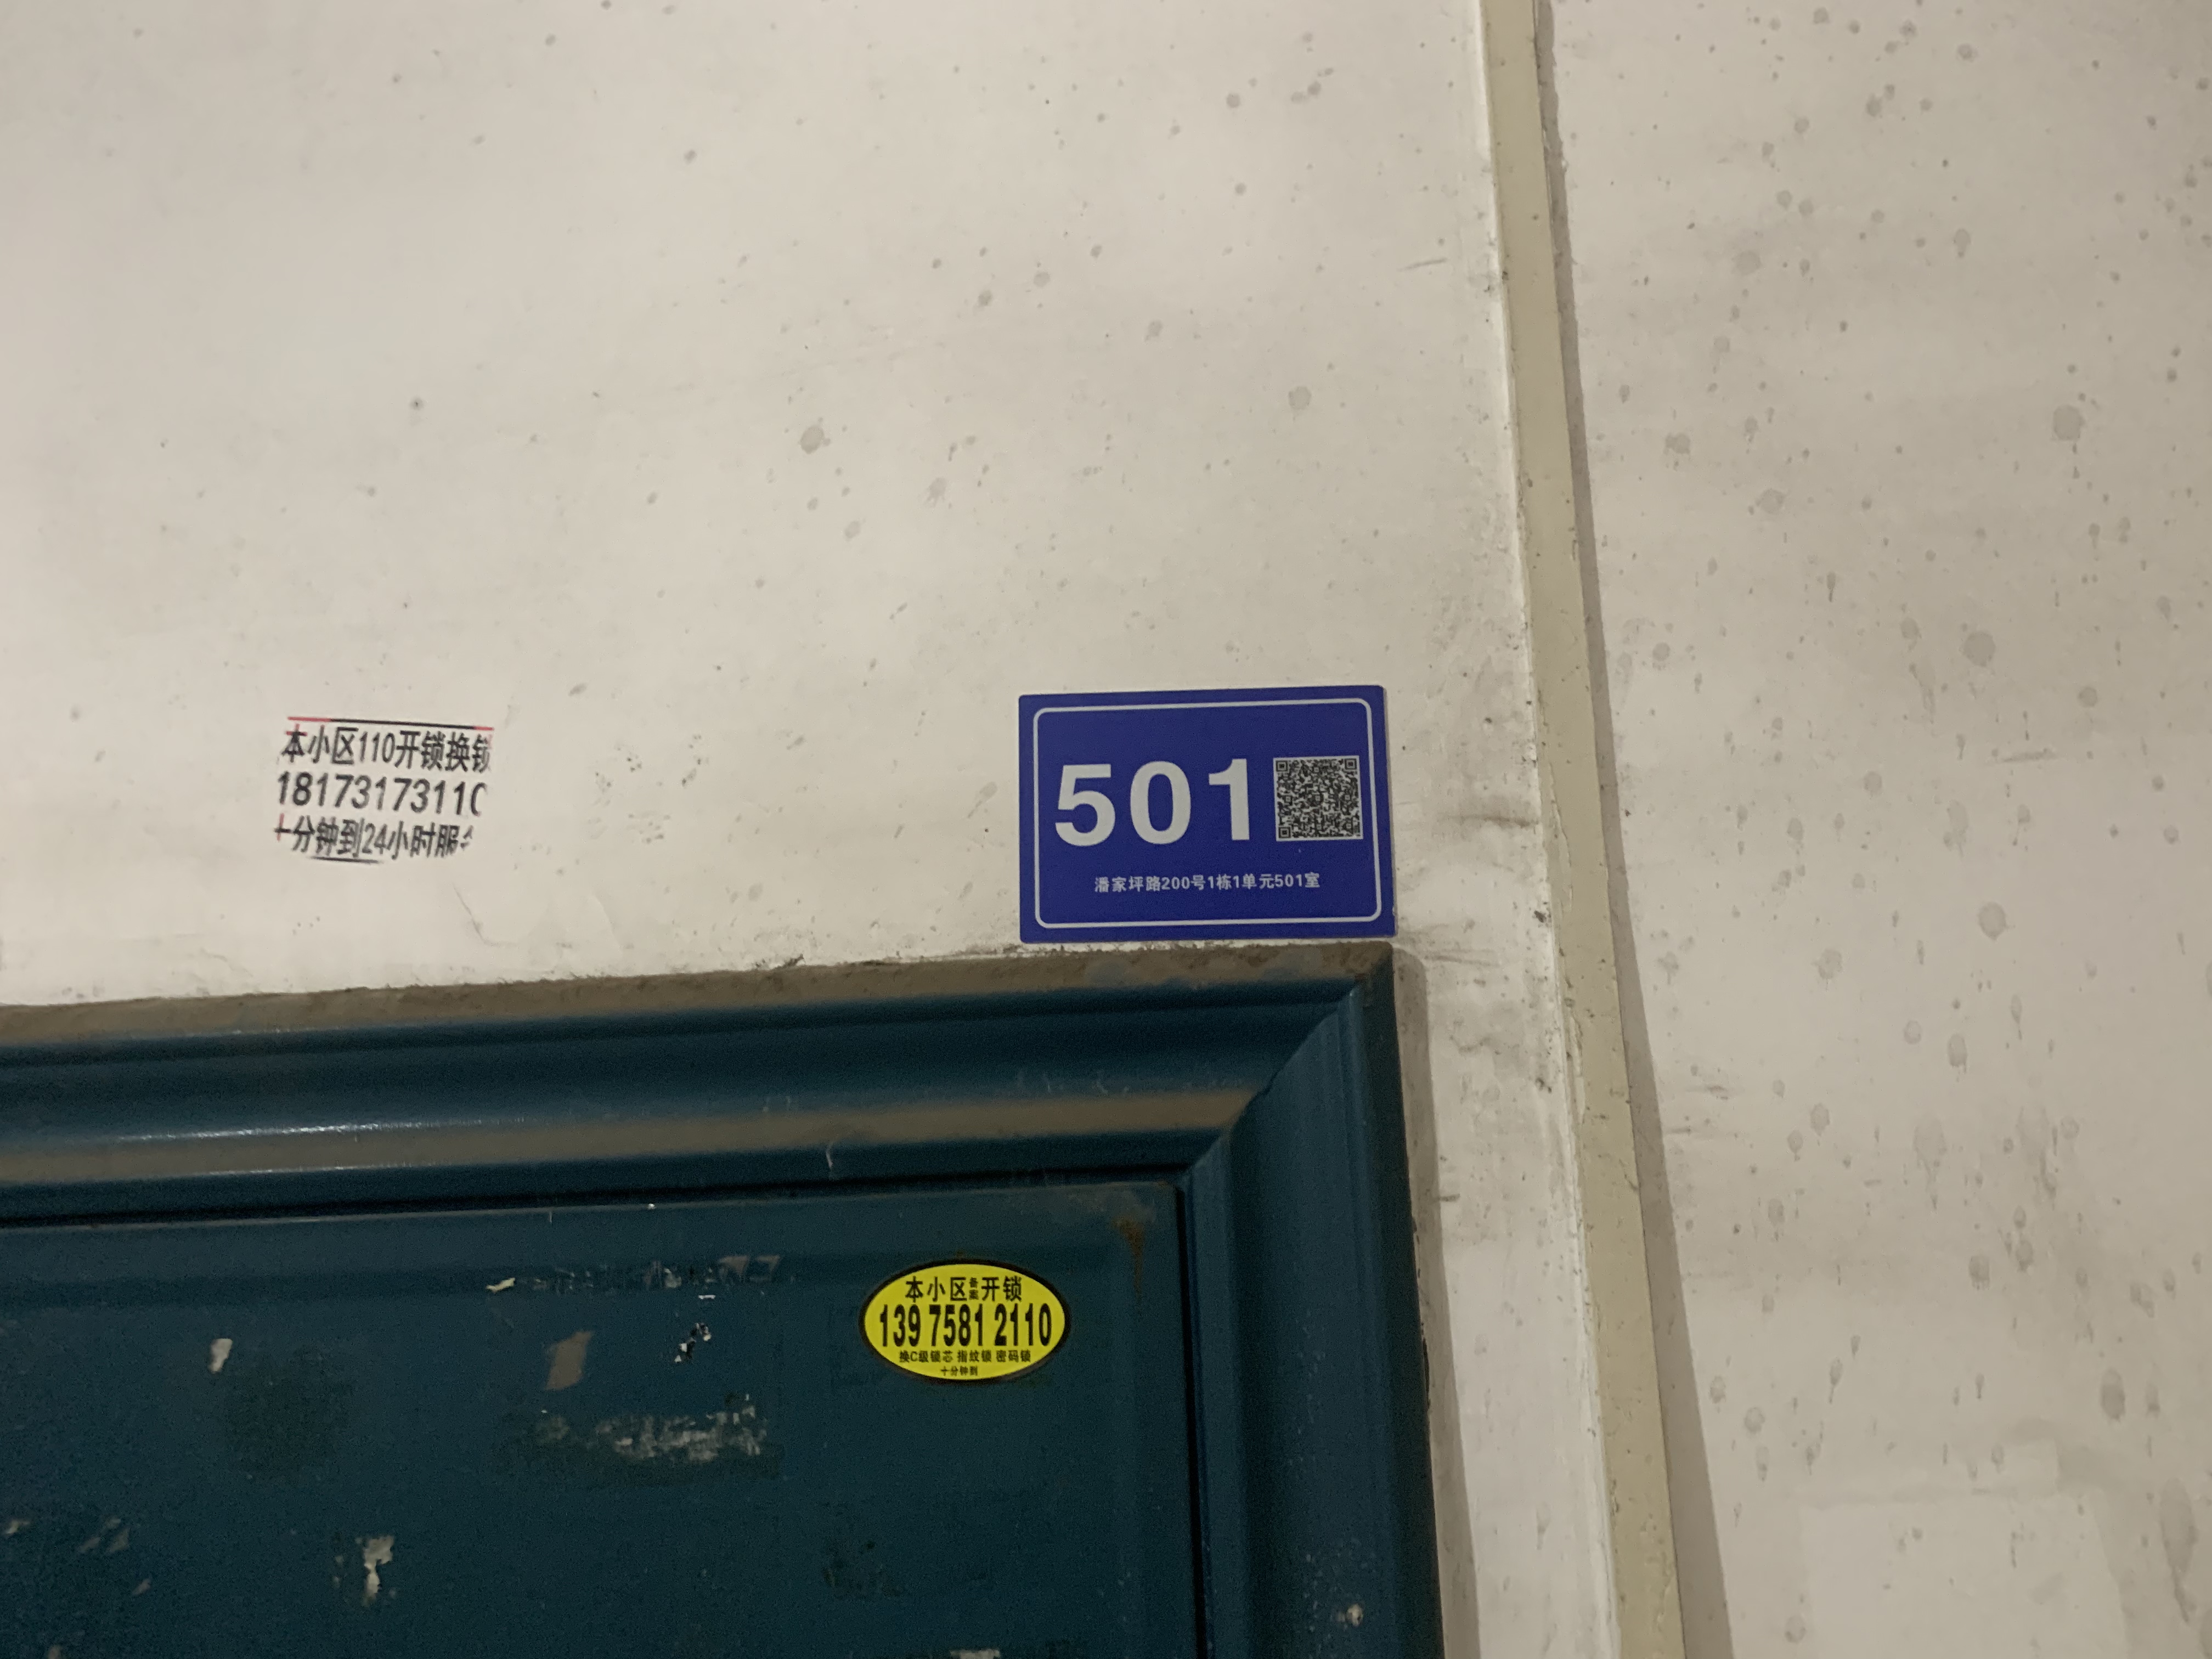 本小区110开锁换锁
18173173110
十分钟到24小时服务
501
潘家坪路200号1栋1单元501室
本小区备案开锁
139 7581 2110
换C级锁芯 指纹锁 密码锁
十分钟到